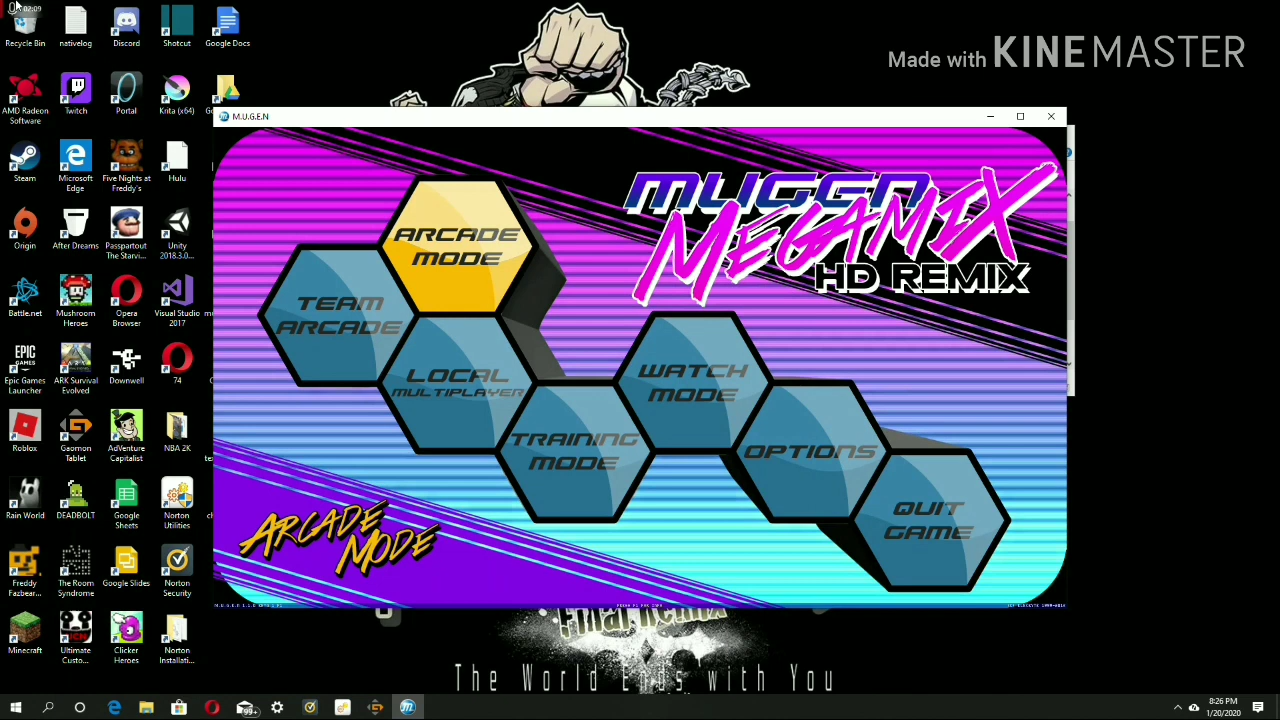 02:09
Made with KINEMASTER
Recycle Bin
nativelog
Discord
Shotcut
Google Docs
AMD Radeon
Software
Twitch
Portal
Krita (x64)
M.U.G.E.N
Steam
Microsoft
Edge
Five Nights at
Freddy's
Hulu
Origin
After Dreams
Passpartout
The Starvi...
Unity
2018.3.0...
Battle.net
Mushroom
Heroes
Opera
Browser
Visual Studio
2017
Epic Games
Launcher
ARK Survival
Evolved
Downwell
74
Roblox
Gaomon
Tablet
AdVenture
Capitalist
NBA 2K
Rain World
DEADBOLT
Google
Sheets
Norton
Utilities
Freddy
Fazbear...
The Room
Syndrome
Google Slides
Norton
Security
Minecraft
Ultimate
Custo...
Clicker
Heroes
Norton
Installati...
MUGEN
MEGAMIX
HD REMIX
ARCADE
MODE
TEAM
ARCADE
LOCAL
MULTIPLAYER
TRAINING
MODE
WATCH
MODE
OPTIONS
QUIT
GAME
ARCADE
MODE
Final Remix
The World Ends with You
99+
8:26 PM
1/20/2020